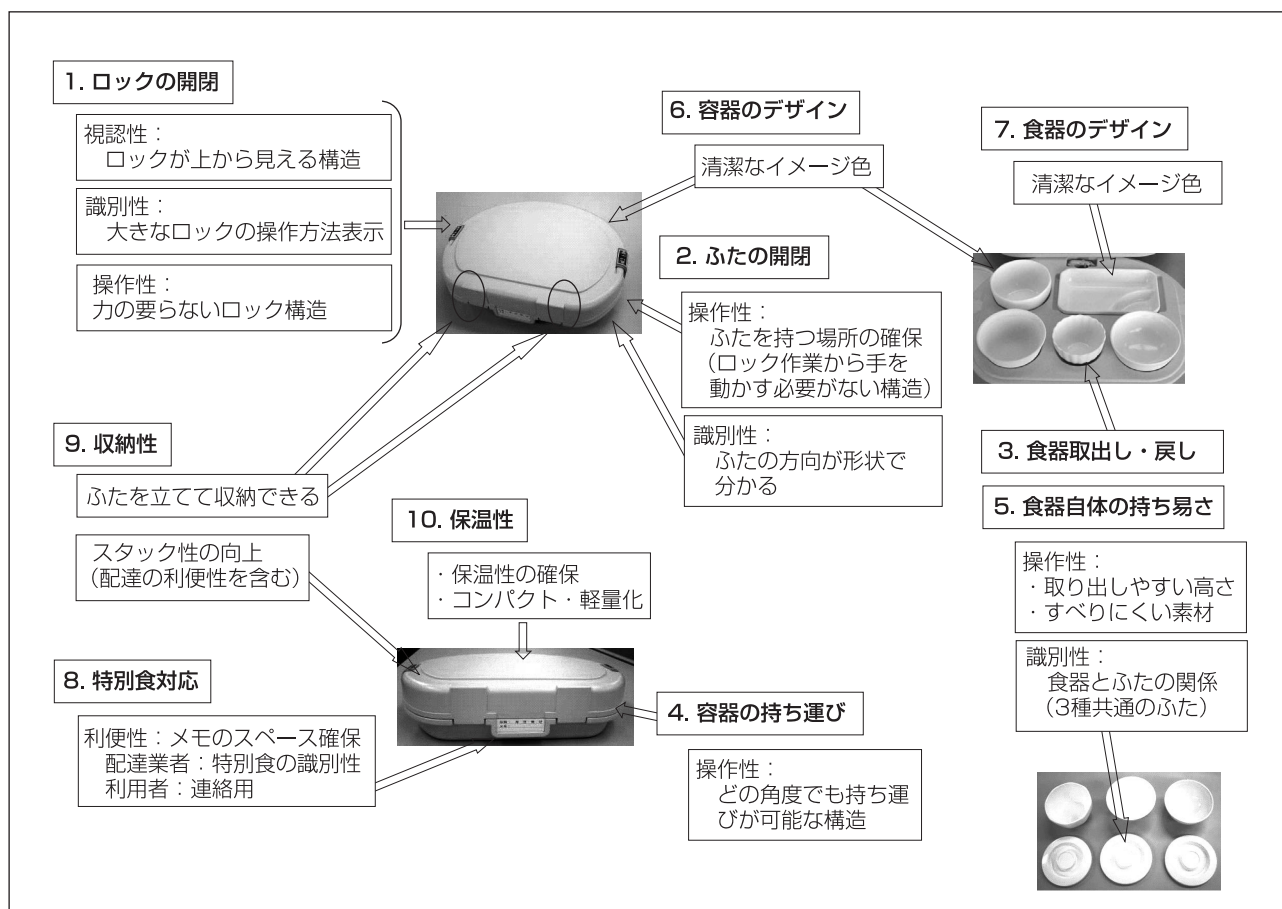 1. ロックの開閉
視認性：
ロックが上から見える構造
識別性：
大きなロックの操作方法表示
操作性：
力の要らないロック構造
6. 容器のデザイン
清潔なイメージ色
7. 食器のデザイン
清潔なイメージ色
2. ふたの開閉
操作性：
ふたを持つ場所の確保
（ロック作業から手を
動かす必要がない構造）
識別性：
ふたの方向が形状で
分かる
3. 食器取出し・戻し
5. 食器自体の持ち易さ
操作性：
・取り出しやすい高さ
・すべりにくい素材
識別性：
食器とふたの関係
（3種共通のふた）
9. 収納性
ふたを立てて収納できる
スタック性の向上
（配達の利便性を含む）
10. 保温性
・保温性の確保
・コンパクト・軽量化
8. 特別食対応
利便性：メモのスペース確保
配達業者：特別食の識別性
利用者：連絡用
4. 容器の持ち運び
操作性：
どの角度でも持ち運
びが可能な構造